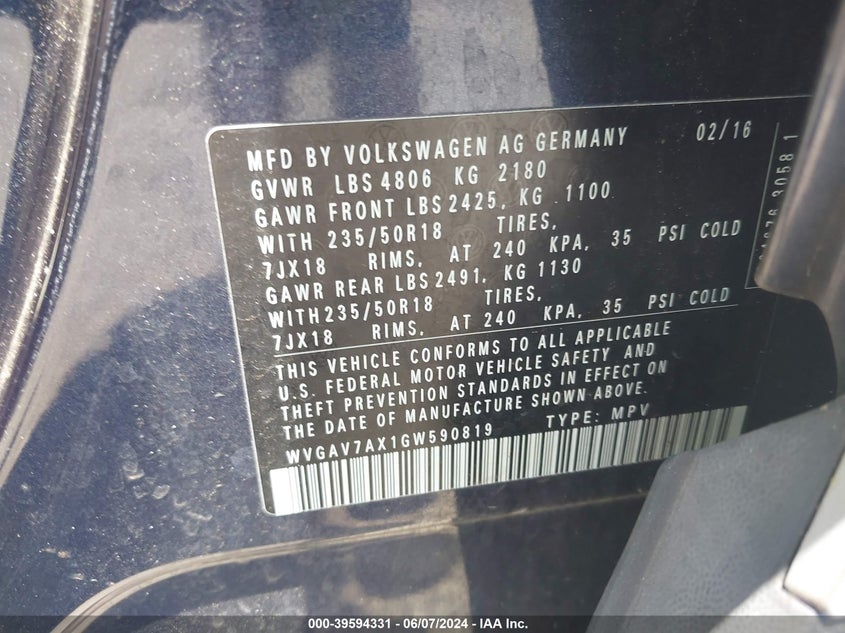 MFD BY VOLKSWAGEN AG GERMANY 02/16
GVWR LBS 4806 KG 2180
GAWR FRONT LBS 2425, KG 1100
WITH 235/50R18 TIRES,
7JX18 RIMS, AT 240 KPA, 35 PSI COLD
GAWR REAR LBS 2491, KG 1130
WITH 235/50R18 TIRES,
7JX18 RIMS, AT 240 KPA, 35 PSI COLD
THIS VEHICLE CONFORMS TO ALL APPLICABLE
U.S. FEDERAL MOTOR VEHICLE SAFETY AND
THEFT PREVENTION STANDARDS IN EFFECT ON
THE DATE OF MANUFACTURE SHOWN ABOVE.
WVGAV7AX1GW590819 TYPE: MPV
30581
000-39594331 - 06/07/2024 - IAA Inc.